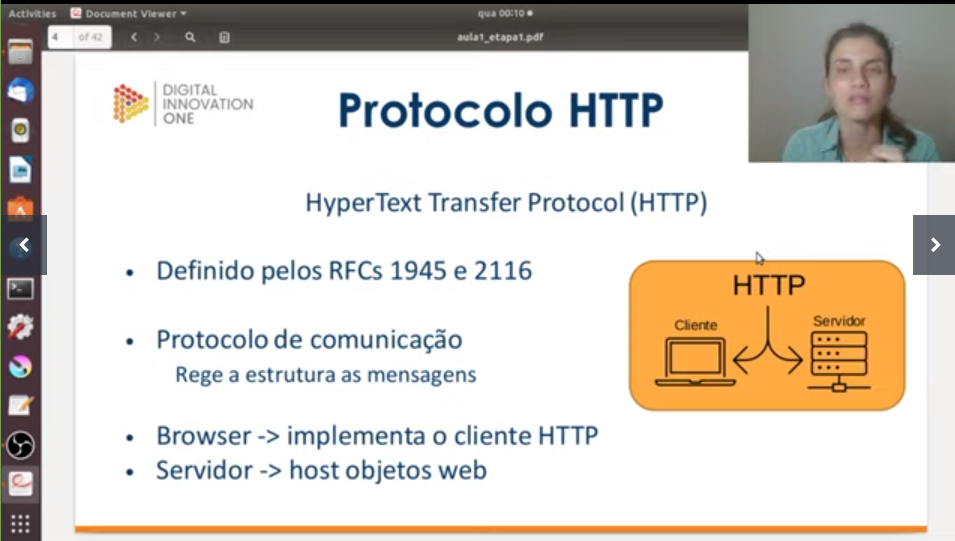 Activities
Document Viewer
qua 00:10
4 of 42
aula1_etapa1.pdf
DIGITAL
INNOVATION
ONE
Protocolo HTTP
HyperText Transfer Protocol (HTTP)
• Definido pelos RFCs 1945 e 2116
• Protocolo de comunicação
Rege a estrutura as mensagens
• Browser -> implementa o cliente HTTP
• Servidor -> host objetos web
HTTP
Cliente
Servidor